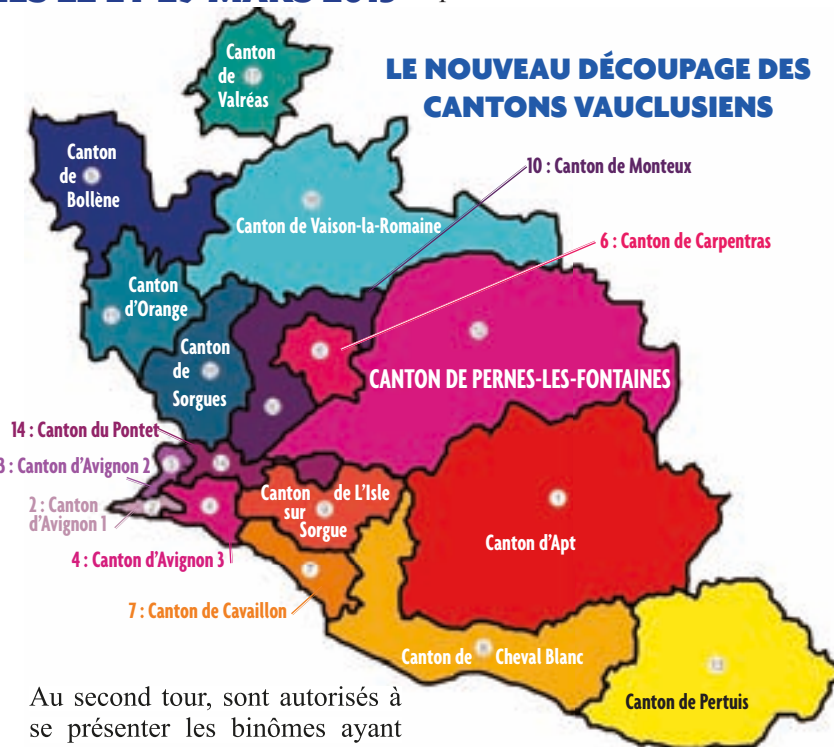 LE NOUVEAU DÉCOUPAGE DES
CANTONS VAUCLUSIENS
Canton
de
Valréas
Canton
de
Bollène
10 : Canton de Monteux
Canton de Vaison-la-Romaine
6 : Canton de Carpentras
Canton
d'Orange
Canton
de
Sorgues
CANTON DE PERNES-LES-FONTAINES
14 : Canton du Pontet
3 : Canton d'Avignon 2
2 : Canton
d'Avignon 1
4 : Canton d'Avignon 3
Canton de L'Isle
sur
Sorgue
Canton d'Apt
7 : Canton de Cavaillon
Canton de Cheval Blanc
Canton de Pertuis
Au second tour, sont autorisés à
se présenter les binômes ayant